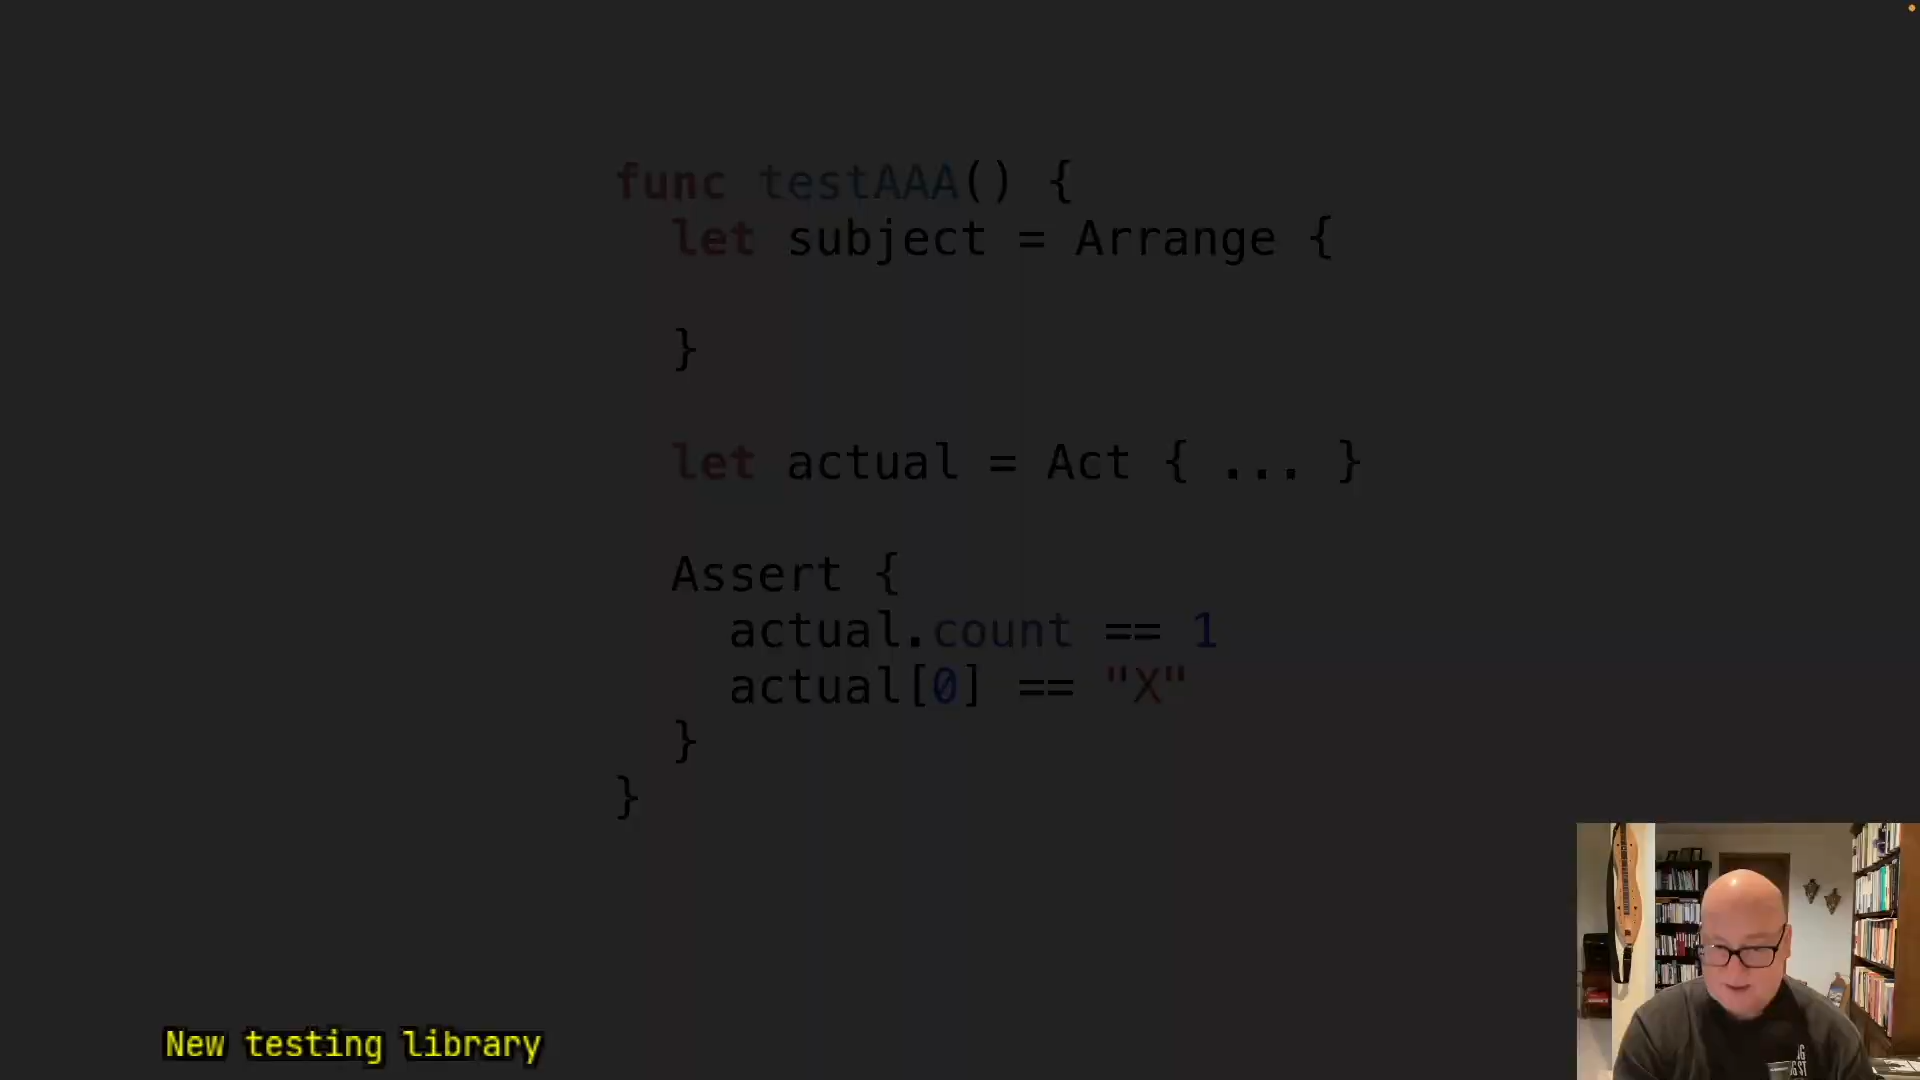 func testAAA() {
let subject = Arrange {
}
let actual = Act { ... }
Assert {
actual.count == 1
actual[0] == "X"
}
}
New testing library